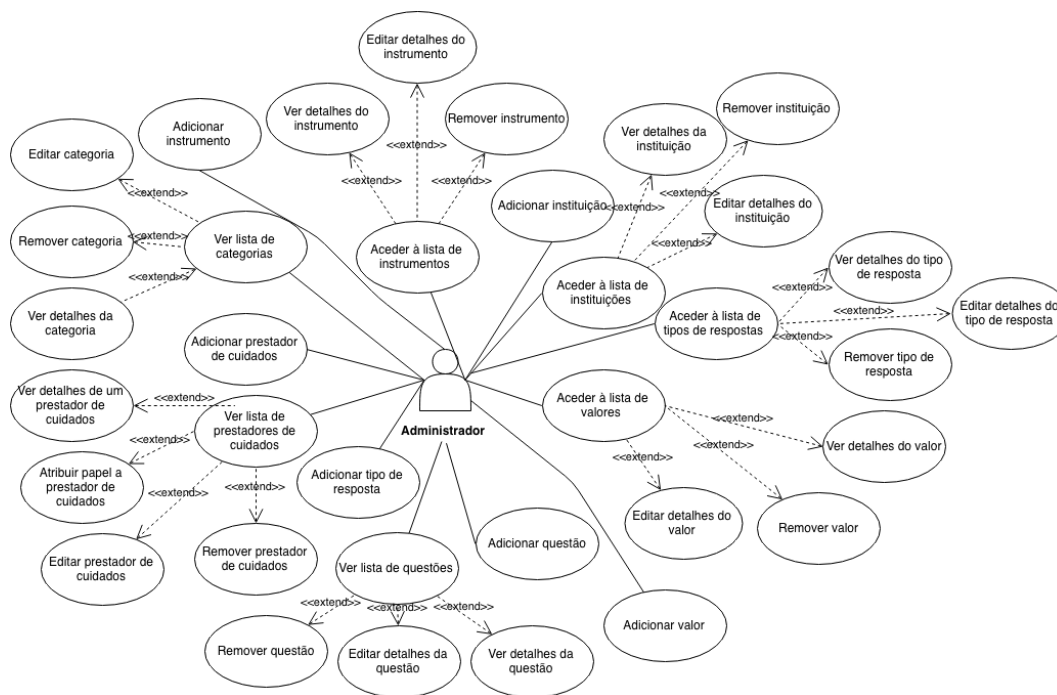 Editar detalhes do
instrumento
Ver detalhes do
instrumento
Remover instrumento
<<extend>>
<<extend>>
<<extend>>
Adicionar
instrumento
Aceder à lista de
instrumentos
Editar categoria
<<extend>>
Remover categoria
<<extend>>
Ver lista de
categorias
<<extend>>
Ver detalhes da
categoria
Remover instituição
Ver detalhes da
instituição
Adicionar instituição
<<extend>>
<<extend>>
<<extend>>
Editar detalhes do
instituição
Aceder à lista de
instituições
Ver detalhes do tipo
de resposta
Aceder à lista de
tipos de respostas
<<extend>>
<<extend>>
<<extend>>
Editar detalhes do
tipo de resposta
Remover tipo de
resposta
Adicionar prestador
de cuidados
Ver detalhes de um
prestador de
cuidados
<<extend>>
Ver lista de
prestadores de
cuidados
<<extend>>
Atribuir papel a
prestador de
cuidados
<<extend>>
<<extend>>
Editar prestador de
cuidados
Remover prestador
de cuidados
Administrador
Adicionar tipo de
resposta
Aceder à lista de
valores
<<extend>>
<<extend>>
<<extend>>
Ver detalhes do valor
Editar detalhes do
valor
Remover valor
Adicionar questão
Ver lista de questões
<<extend>>
<<extend>>
<<extend>>
Remover questão
Editar detalhes da
questão
Ver detalhes da
questão
Adicionar valor